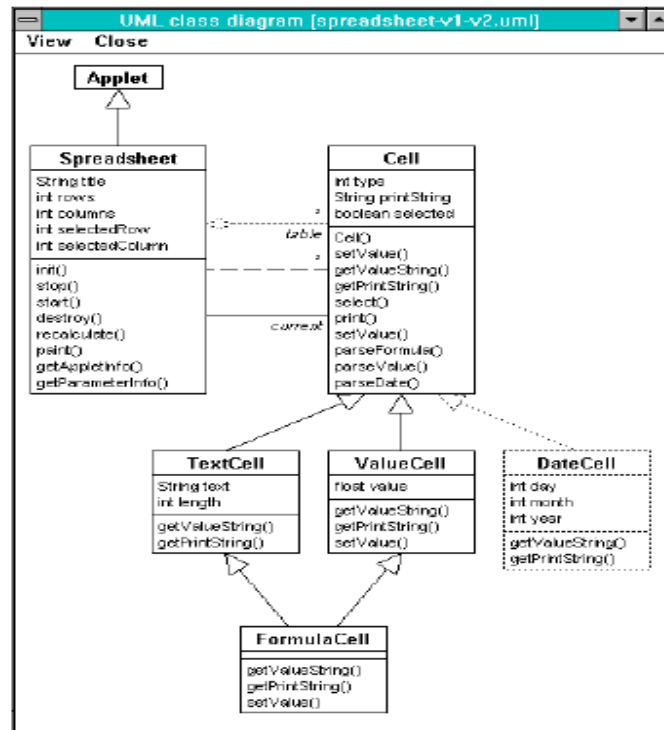 UML class diagram [spreadsheet-v1-v2.uml]
View Close
Applet
Spreadsheet
String title
int rows
int columns
int selectedRow
int selectedColumn
init()
stop()
start()
destroy()
recalculate()
paint()
getAppletInfo()
getParameterInfo()
table
current
Cell
int type
String printString
boolean selected
Cell()
setValue()
getValueString()
getPrintString()
select()
print()
setValue()
parseFormula()
parseValue()
parseDate()
TextCell
String text
int length
getValueString()
getPrintString()
ValueCell
float value
getValueString()
getPrintString()
setValue()
DateCell
int day
int month
int year
getValueString()
getPrintString()
FormulaCell
getValueString()
getPrintString()
setValue()